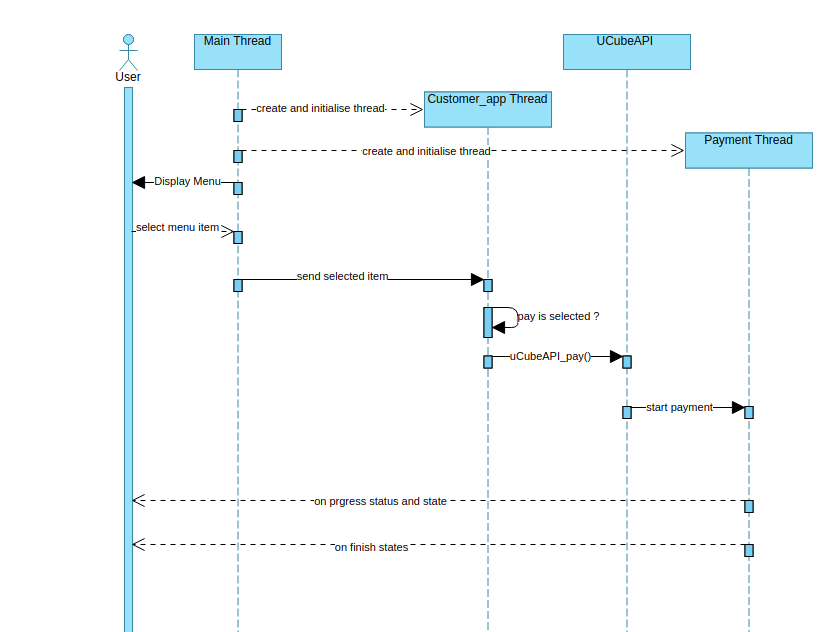 Main Thread
UCubeAPI
User
Customer_app Thread
create and initialise thread
Payment Thread
create and initialise thread
Display Menu
select menu item
send selected item
pay is selected ?
uCubeAPI_pay()
start payment
on prgress status and state
on finish states